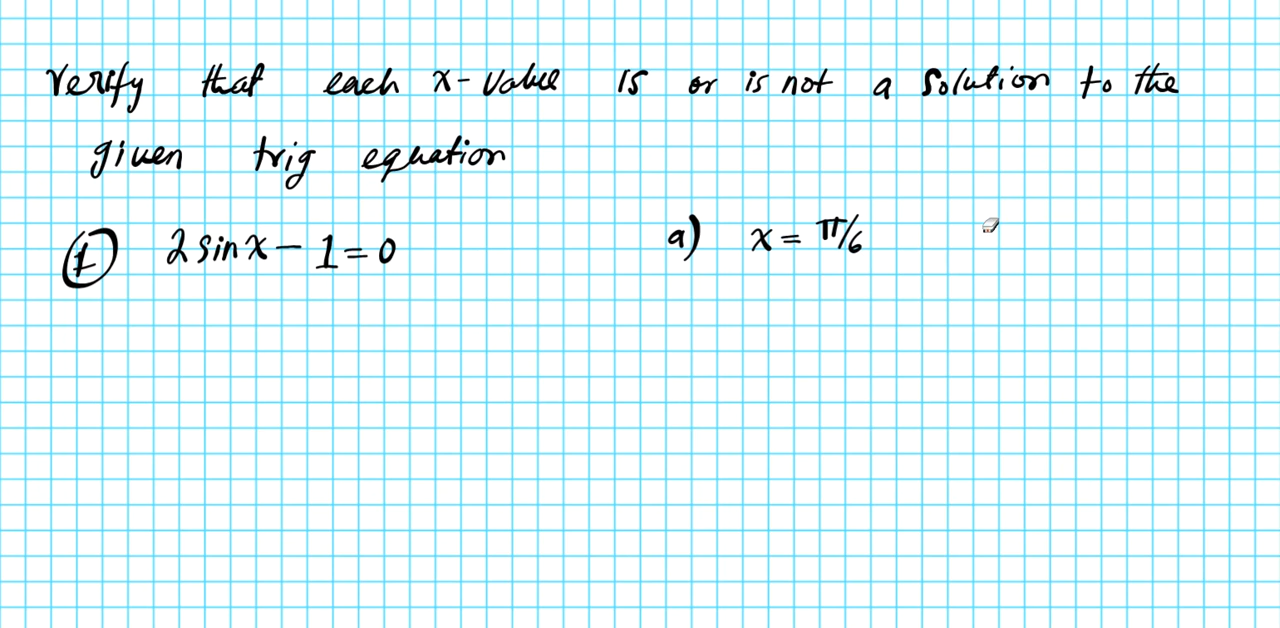 Verify that each x-value is or is not a solution to the
given trig equation
① 2 sin x - 1 = 0 a) x = π/6